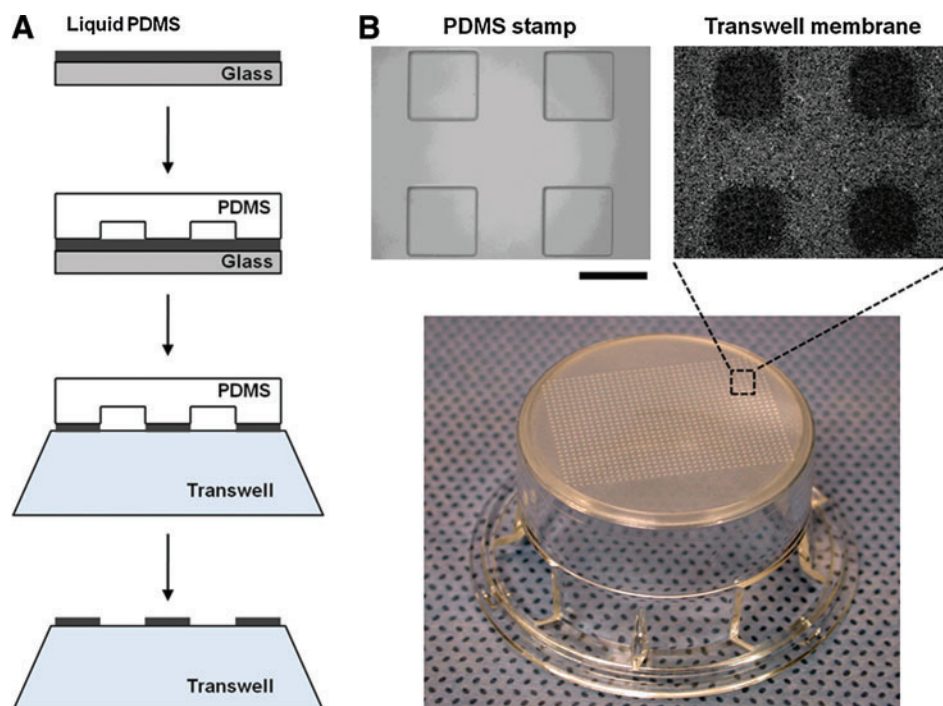 A
Liquid PDMS
Glass
PDMS
Glass
PDMS
Transwell
Transwell
B
PDMS stamp
Transwell membrane